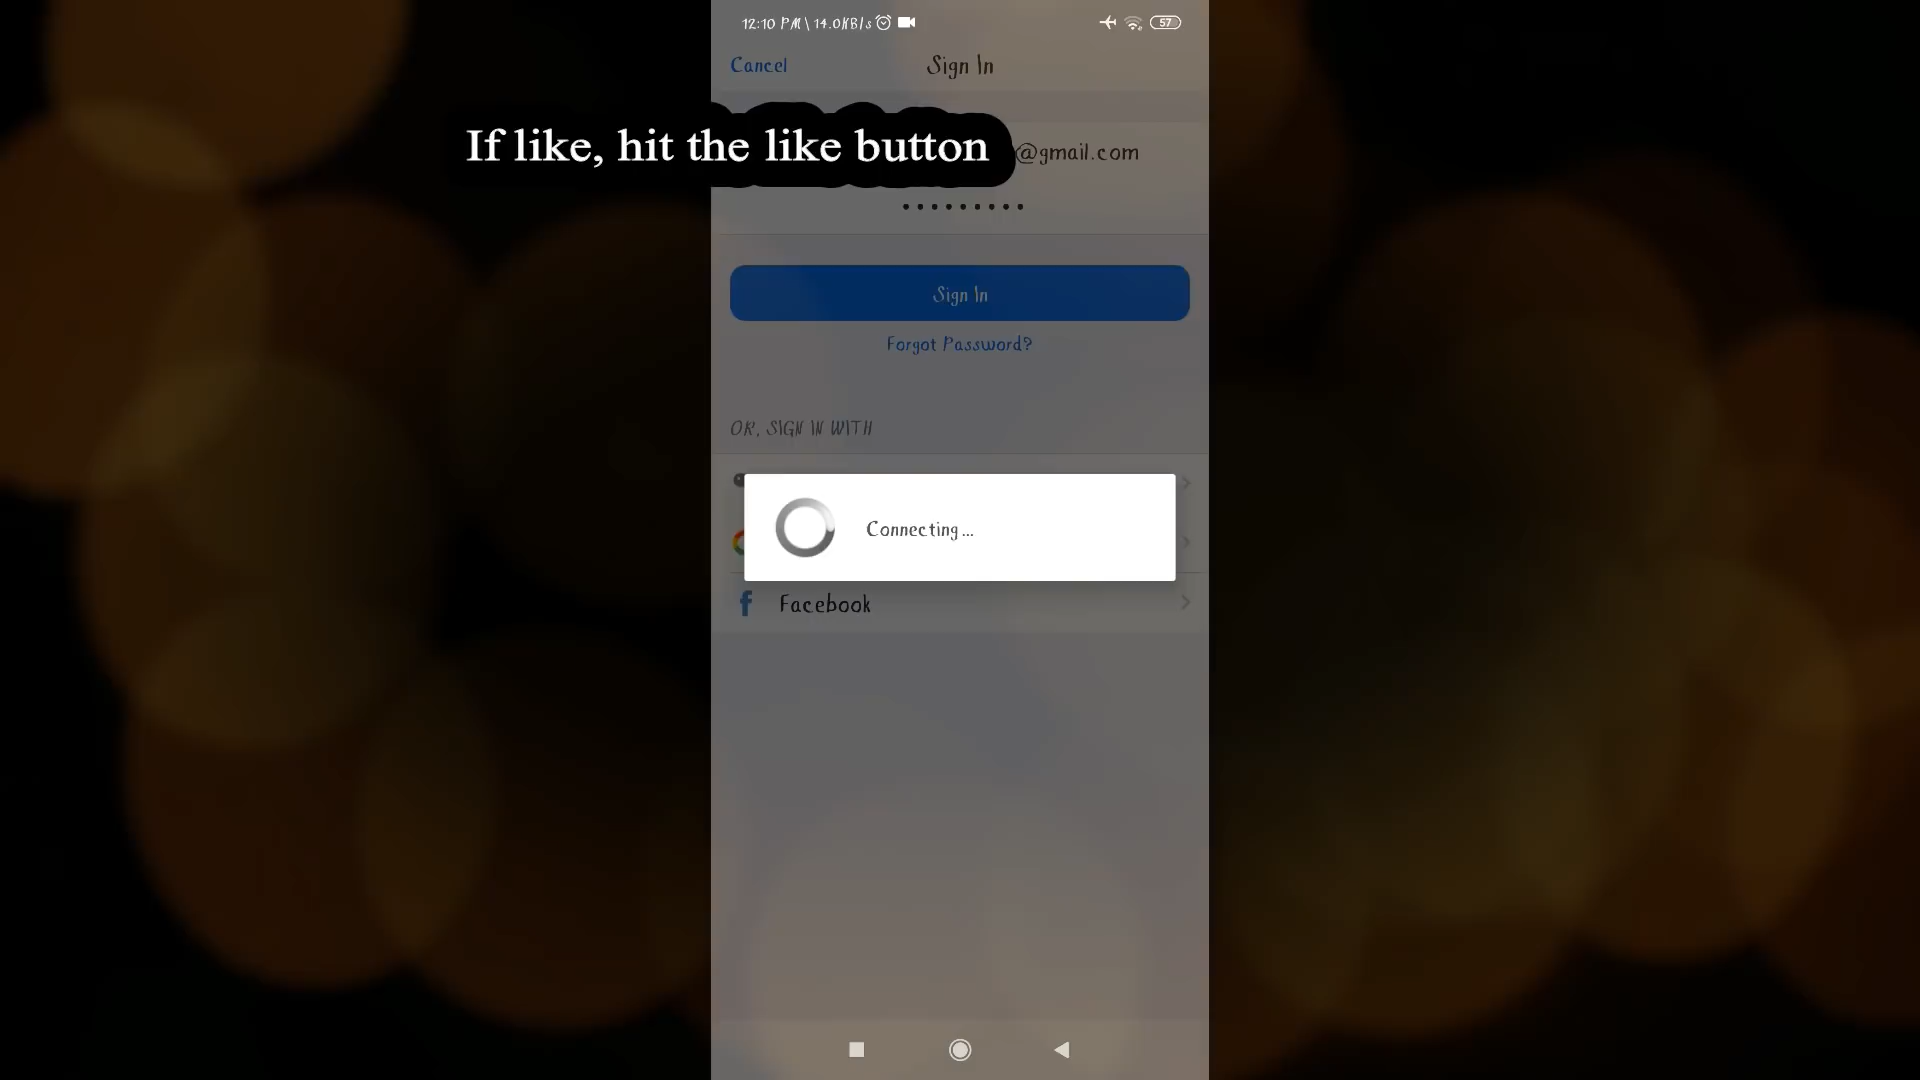 12:10 PM\ 14.0KB/s
57
Cancel
Sign In
If like, hit the like button
@gmail.com
Sign In
Forgot Password?
OR, SIGN IN WITH
Connecting...
Facebook